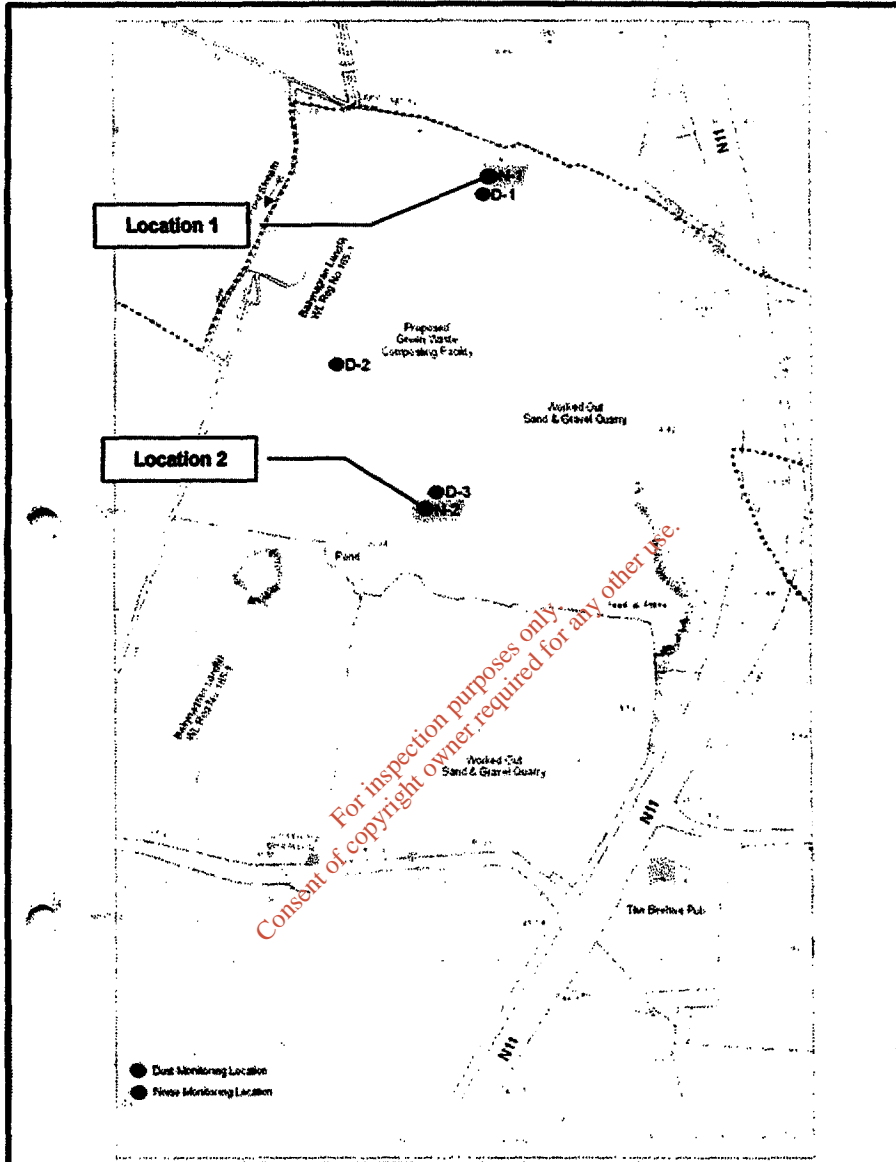 N11
N-1
D-1
Location 1
Proposed
Green Waste
Composing Facility
D-2
Worked Out
Sand & Gravel Quarry
Location 2
D-3
N-2
Pond
For inspection purposes only.
Consent of copyright owner required for any other use.
Worked Out
Sand & Gravel Quarry
N11
The Beehive Pub
N11
Dust Monitoring Location
Noise Monitoring Location